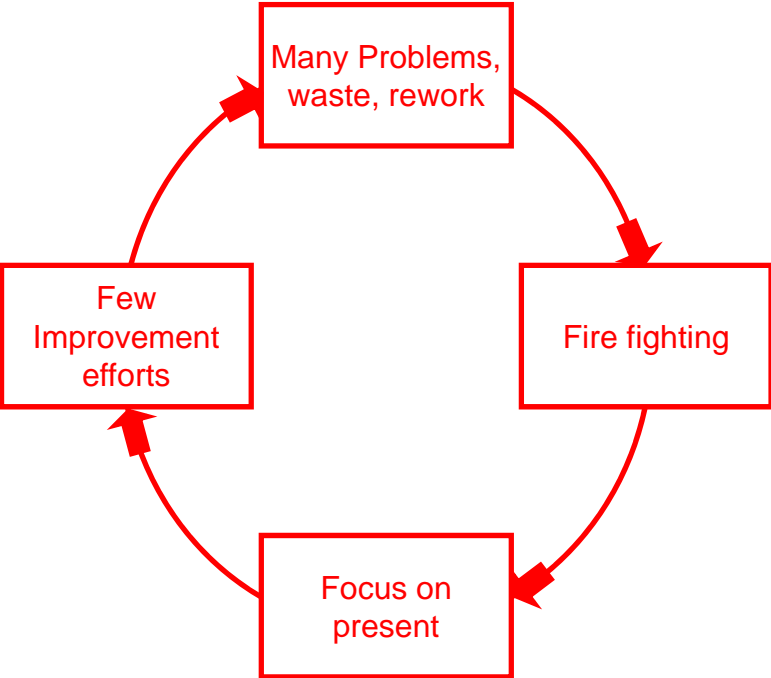 Many Problems,
waste, rework
Few
Improvement
efforts
Fire fighting
Focus on
present